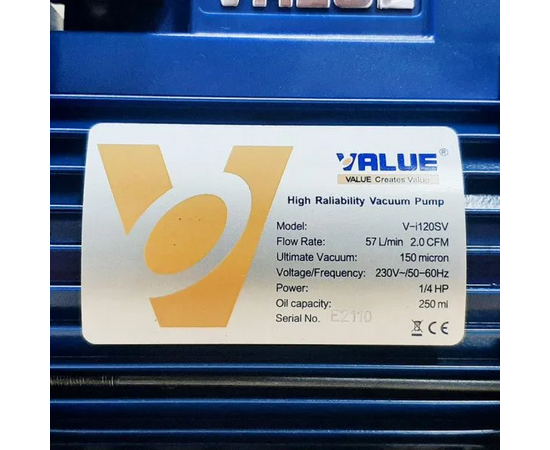 VALUE
VALUE®
VALUE Creates Value
High Raliability Vacuum Pump
Model: V-i120SV
Flow Rate: 57 L/min 2.0 CFM
Ultimate Vacuum: 150 micron
Voltage/Frequency: 230V~/50~60Hz
Power: 1/4 HP
Oil capacity: 250 ml
Serial No. E2110
CE